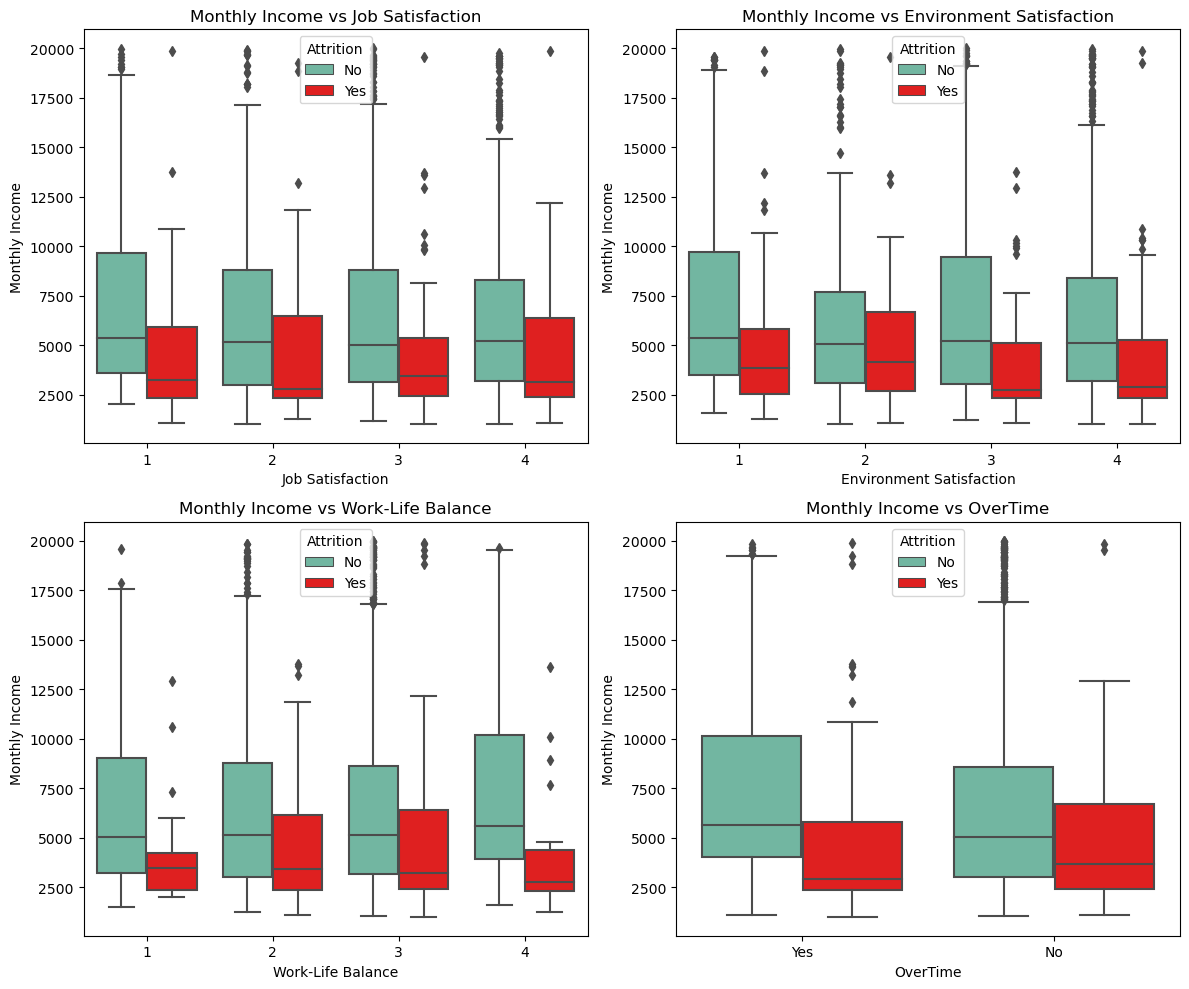 Monthly Income vs Job Satisfaction
Monthly Income
20000
17500
15000
12500
10000
7500
5000
2500
Attrition
No
Yes
1 2 3 4
Job Satisfaction
Monthly Income vs Environment Satisfaction
Monthly Income
20000
17500
15000
12500
10000
7500
5000
2500
Attrition
No
Yes
1 2 3 4
Environment Satisfaction
Monthly Income vs Work-Life Balance
Monthly Income
20000
17500
15000
12500
10000
7500
5000
2500
Attrition
No
Yes
1 2 3 4
Work-Life Balance
Monthly Income vs OverTime
Monthly Income
20000
17500
15000
12500
10000
7500
5000
2500
Attrition
No
Yes
Yes No
OverTime